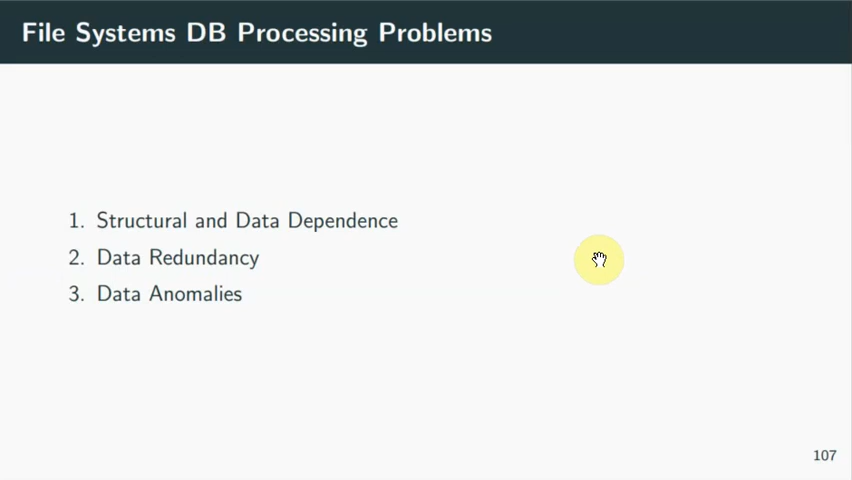 File Systems DB Processing Problems
1. Structural and Data Dependence
2. Data Redundancy
3. Data Anomalies
107